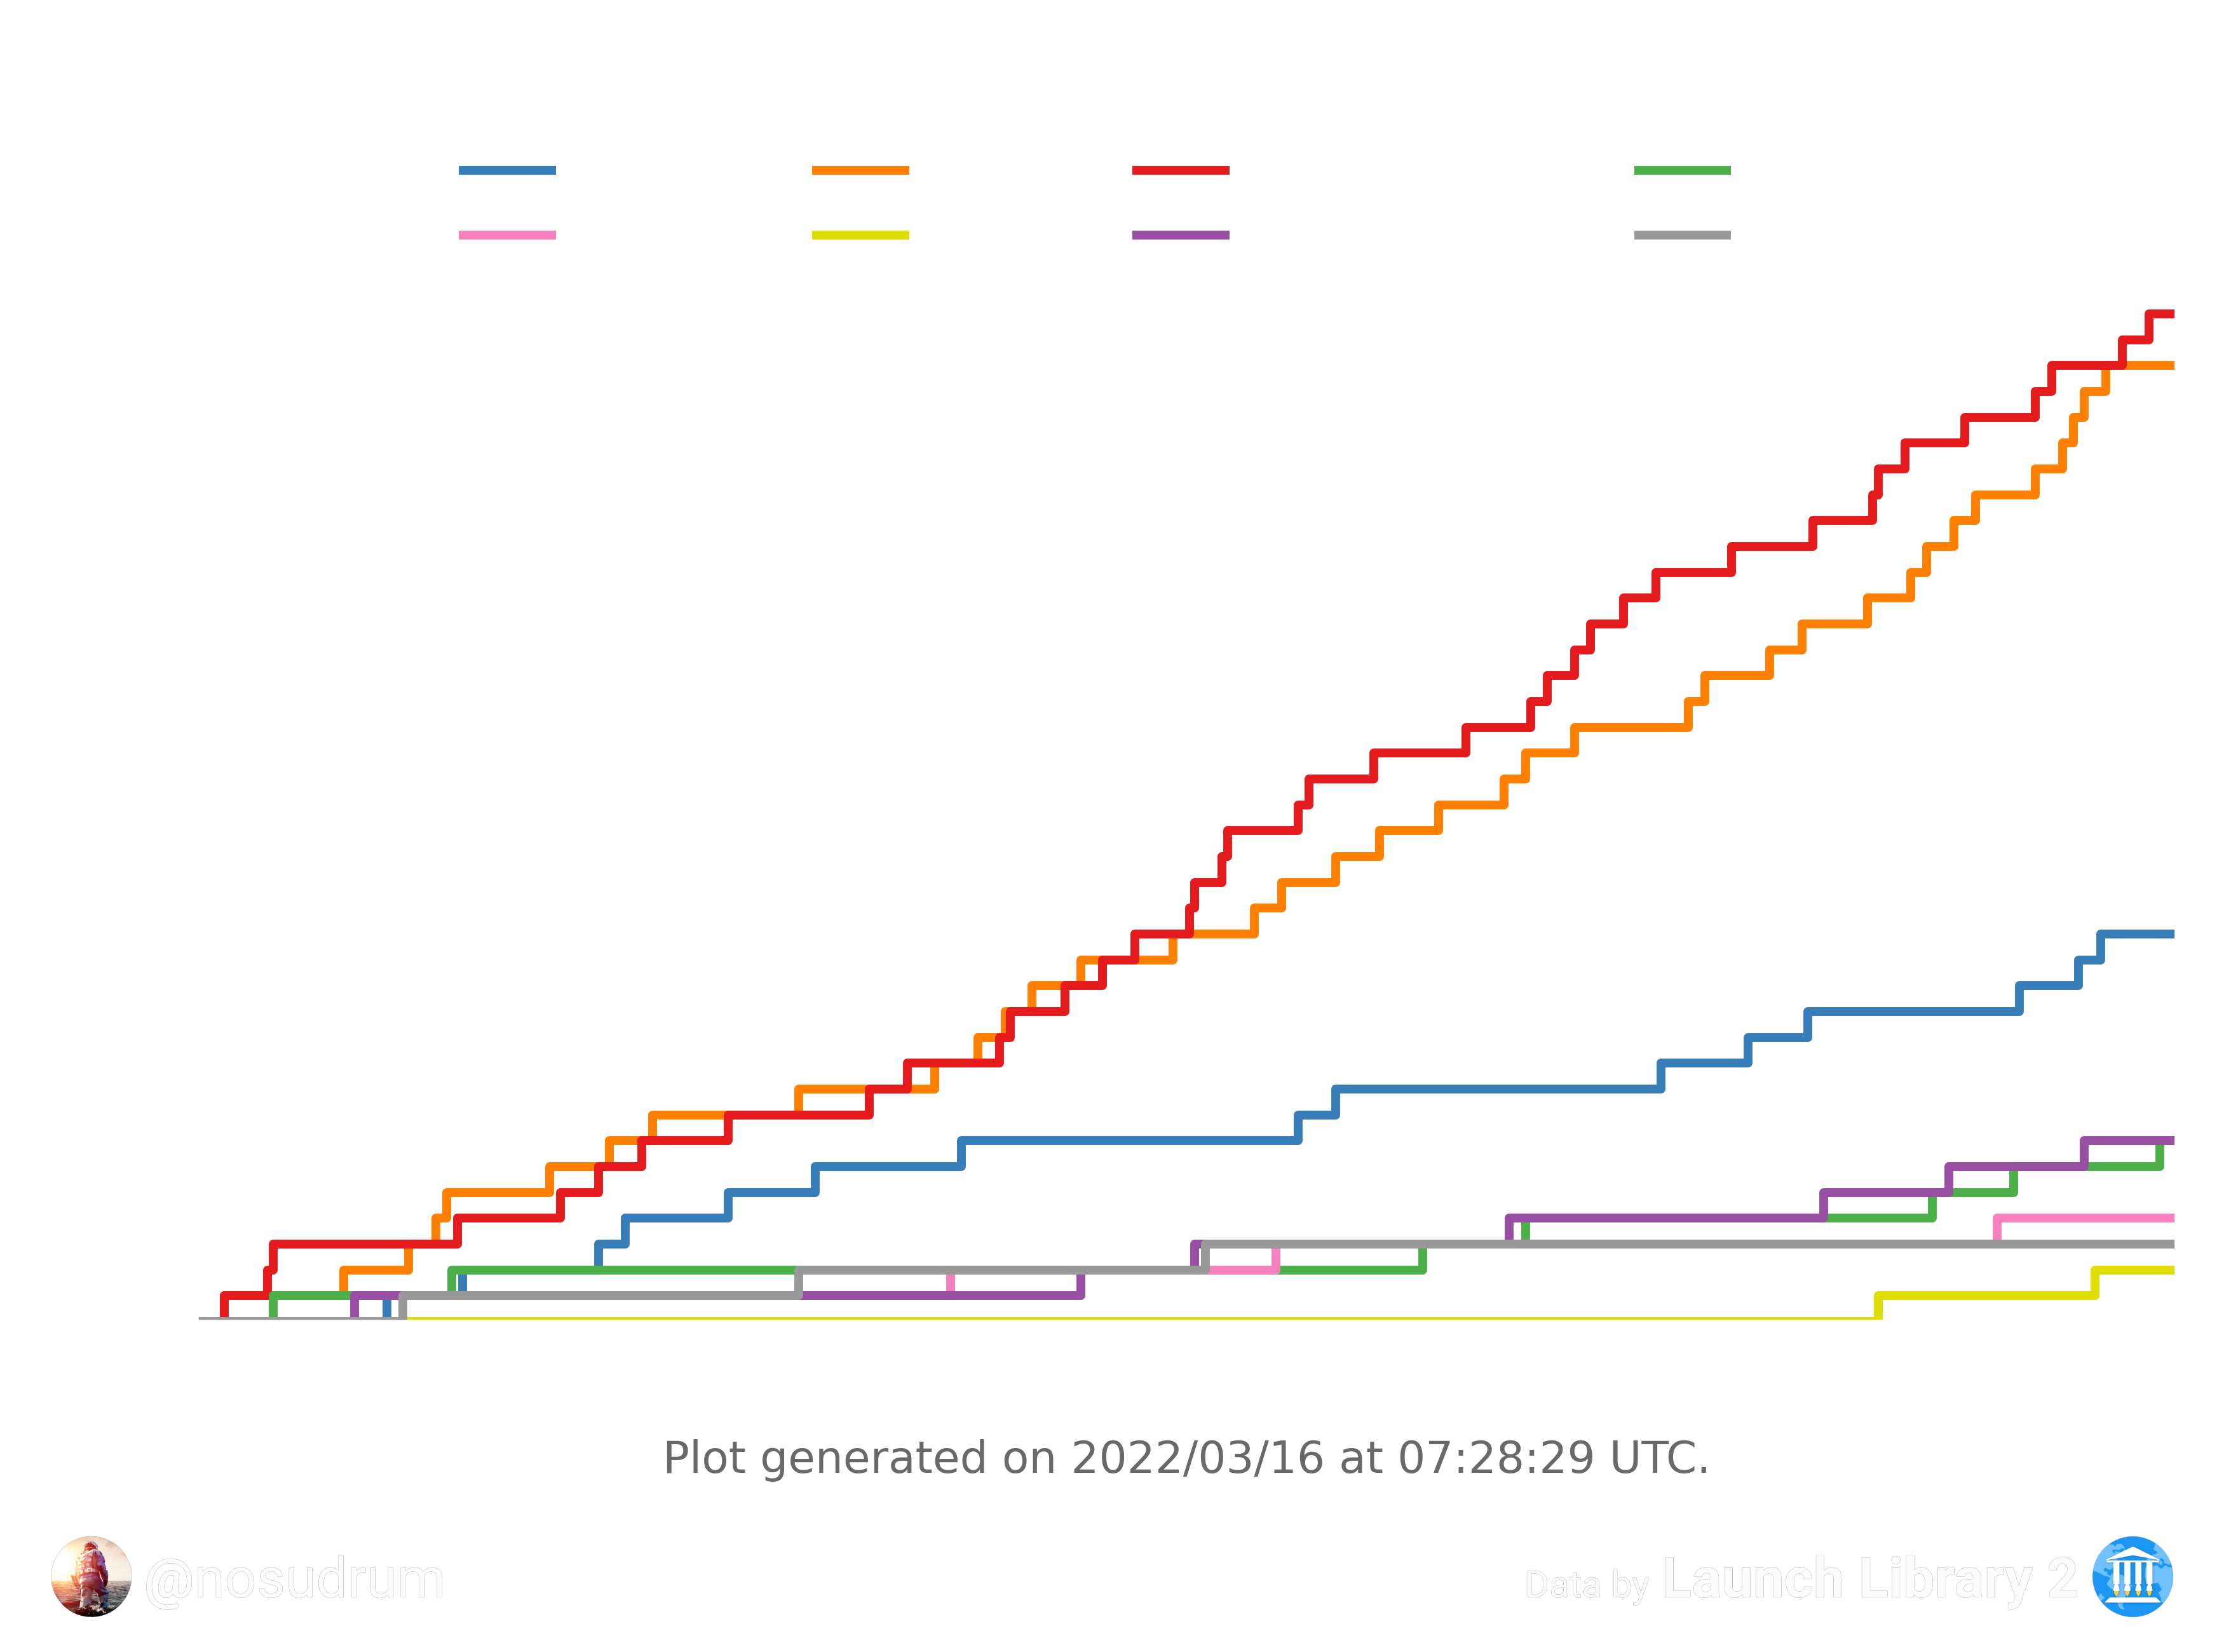 Plot generated on 2022/03/16 at 07:28:29 UTC.
@nosudrum
Data by Launch Library 2